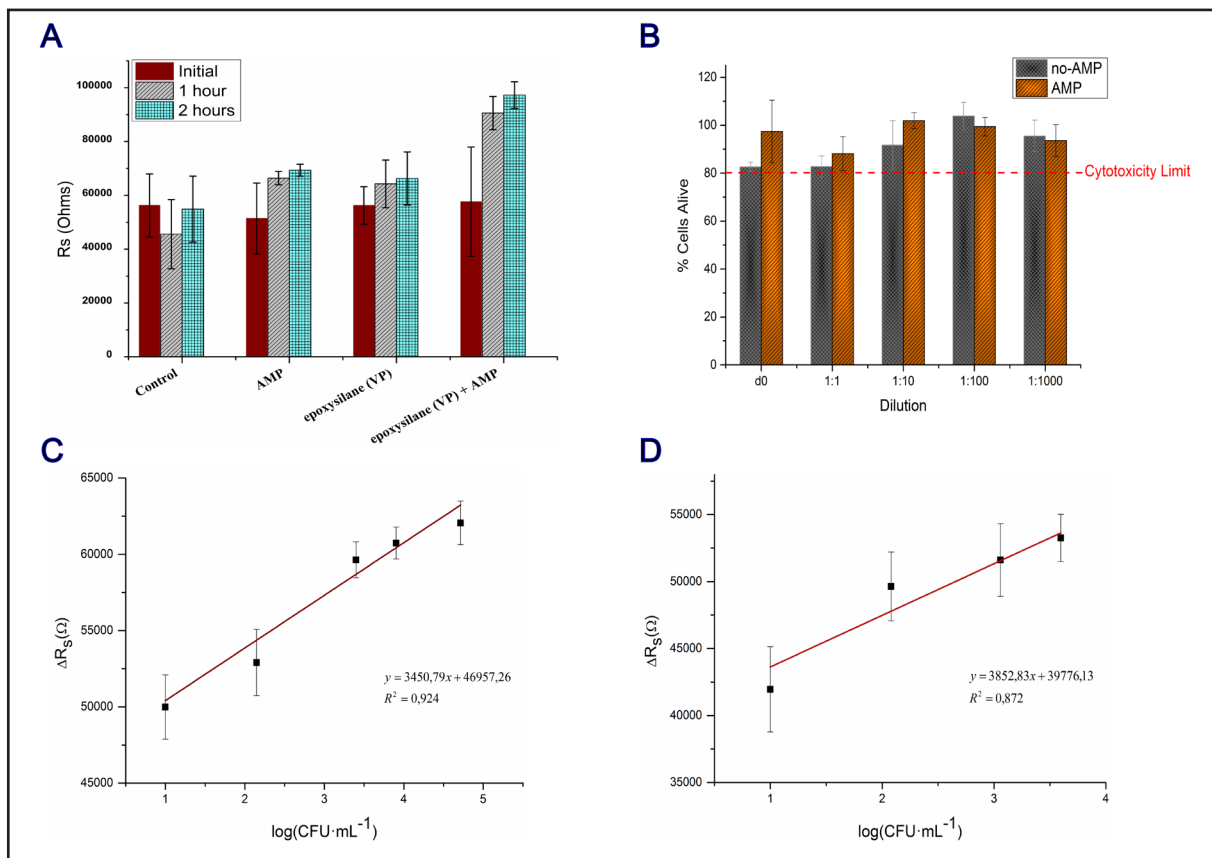 A
Initial
1 hour
2 hours
Rs (Ohms)
100000
80000
60000
40000
20000
0
Control
AMP
epoxysilane (VP)
epoxysilane (VP) + AMP
B
no-AMP
AMP
% Cells Alive
120
100
80
60
40
20
0
Cytotoxicity Limit
d0 1:1 1:10 1:100 1:1000
Dilution
C
ΔRs(Ω)
65000
60000
55000
50000
45000
y = 3450,79x + 46957,26
R² = 0,924
1 2 3 4 5
log(CFU·mL⁻¹)
D
ΔRs(Ω)
55000
50000
45000
40000
35000
y = 3852,83x + 39776,13
R² = 0,872
1 2 3 4
log(CFU·mL⁻¹)